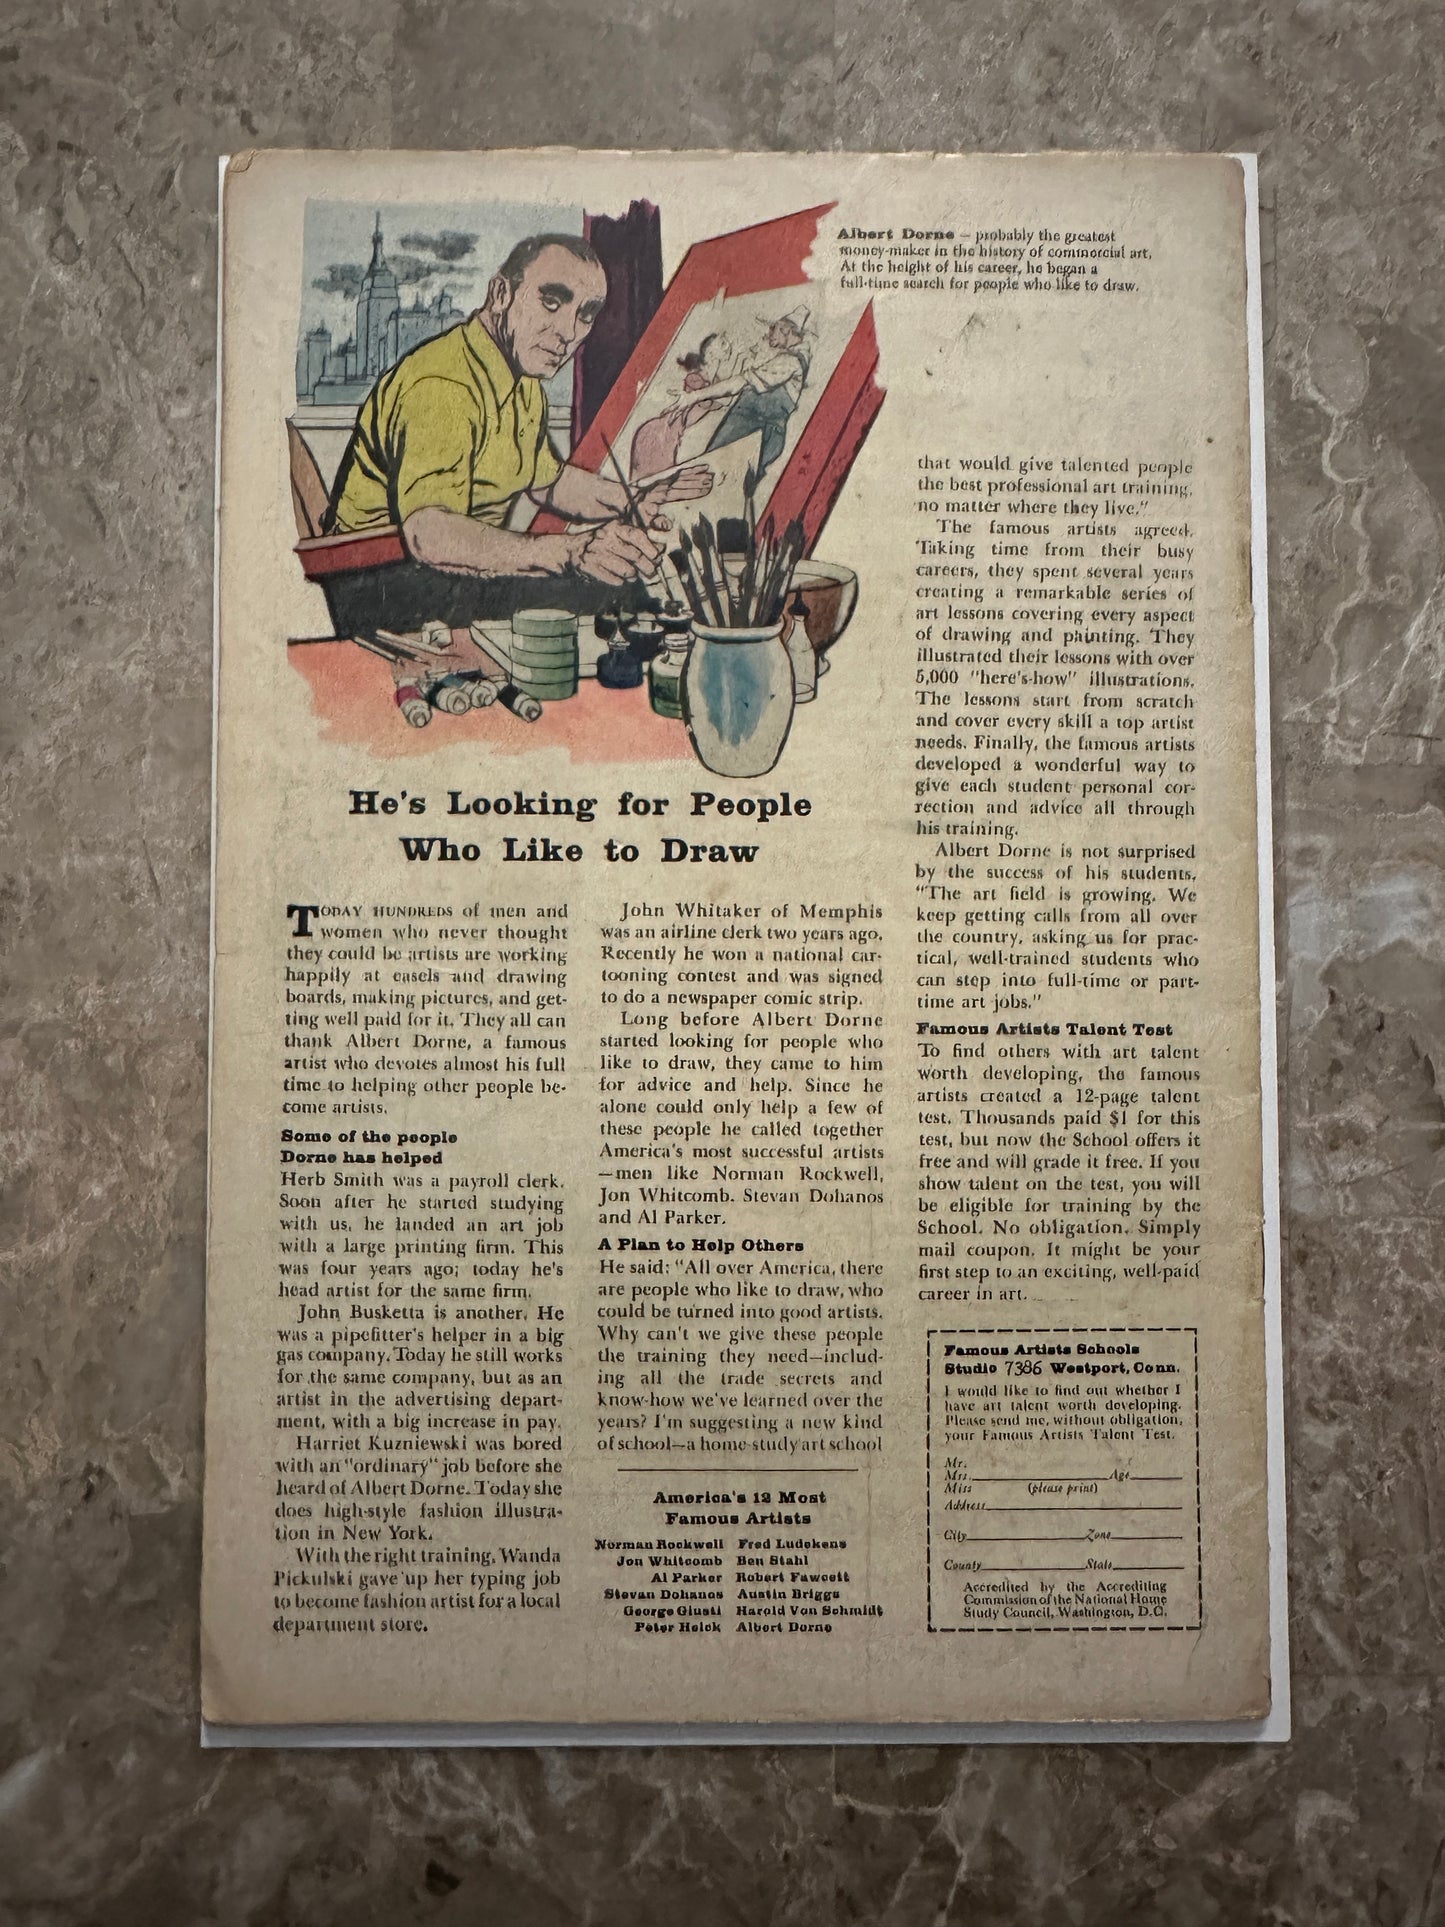 Albert Dorne – probably the greatest
money-maker in the history of commercial art.
At the height of his career, he began a
full-time search for people who like to draw.
He's Looking for People
Who Like to Draw
TODAY HUNDREDS of men and
women who never thought
they could be artists are working
happily at easels and drawing
boards, making pictures, and get-
ting well paid for it. They all can
thank Albert Dorne, a famous
artist who devotes almost his full
time to helping other people be-
come artists.
Some of the people
Dorne has helped
Herb Smith was a payroll clerk.
Soon after he started studying
with us, he landed an art job
with a large printing firm. This
was four years ago; today he's
head artist for the same firm.
John Busketta is another. He
was a pipefitter's helper in a big
gas company. Today he still works
for the same company, but as an
artist in the advertising depart-
ment, with a big increase in pay.
Harriet Kuzniewski was bored
with an "ordinary" job before she
heard of Albert Dorne. Today she
does high-style fashion illustra-
tion in New York.
With the right training, Wanda
Pickulski gave up her typing job
to become fashion artist for a local
department store.
John Whitaker of Memphis
was an airline clerk two years ago.
Recently he won a national car-
tooning contest and was signed
to do a newspaper comic strip.
Long before Albert Dorne
started looking for people who
like to draw, they came to him
for advice and help. Since he
alone could only help a few of
these people he called together
America's most successful artists
—men like Norman Rockwell,
Jon Whitcomb, Stevan Dohanos
and Al Parker.
A Plan to Help Others
He said: "All over America, there
are people who like to draw, who
could be turned into good artists.
Why can't we give these people
the training they need—includ-
ing all the trade secrets and
know-how we've learned over the
years? I'm suggesting a new kind
of school—a home-study art school
America's 12 Most
Famous Artists
Norman Rockwell Fred Ludekens
Jon Whitcomb Ben Stahl
Al Parker Robert Fawcett
Stevan Dohanos Austin Briggs
George Giusti Harold Von Schmidt
Peter Helck Albert Dorne
that would give talented people
the best professional art training,
no matter where they live."
The famous artists agreed.
Taking time from their busy
careers, they spent several years
creating a remarkable series of
art lessons covering every aspect
of drawing and painting. They
illustrated their lessons with over
5,000 "here's-how" illustrations.
The lessons start from scratch
and cover every skill a top artist
needs. Finally, the famous artists
developed a wonderful way to
give each student personal cor-
rection and advice all through
his training.
Albert Dorne is not surprised
by the success of his students.
"The art field is growing. We
keep getting calls from all over
the country, asking us for prac-
tical, well-trained students who
can step into full-time or part-
time art jobs."
Famous Artists Talent Test
To find others with art talent
worth developing, the famous
artists created a 12-page talent
test. Thousands paid $1 for this
test, but now the School offers it
free and will grade it free. If you
show talent on the test, you will
be eligible for training by the
School. No obligation. Simply
mail coupon. It might be your
first step to an exciting, well-paid
career in art.
Famous Artists Schools
Studio 7386 Westport, Conn.
I would like to find out whether I
have art talent worth developing.
Please send me, without obligation,
your Famous Artists Talent Test.
Mr.
Mrs. Age
Miss (please print)
Address
City Zone
County State
Accredited by the Accrediting
Commission of the National Home
Study Council, Washington, D.C.